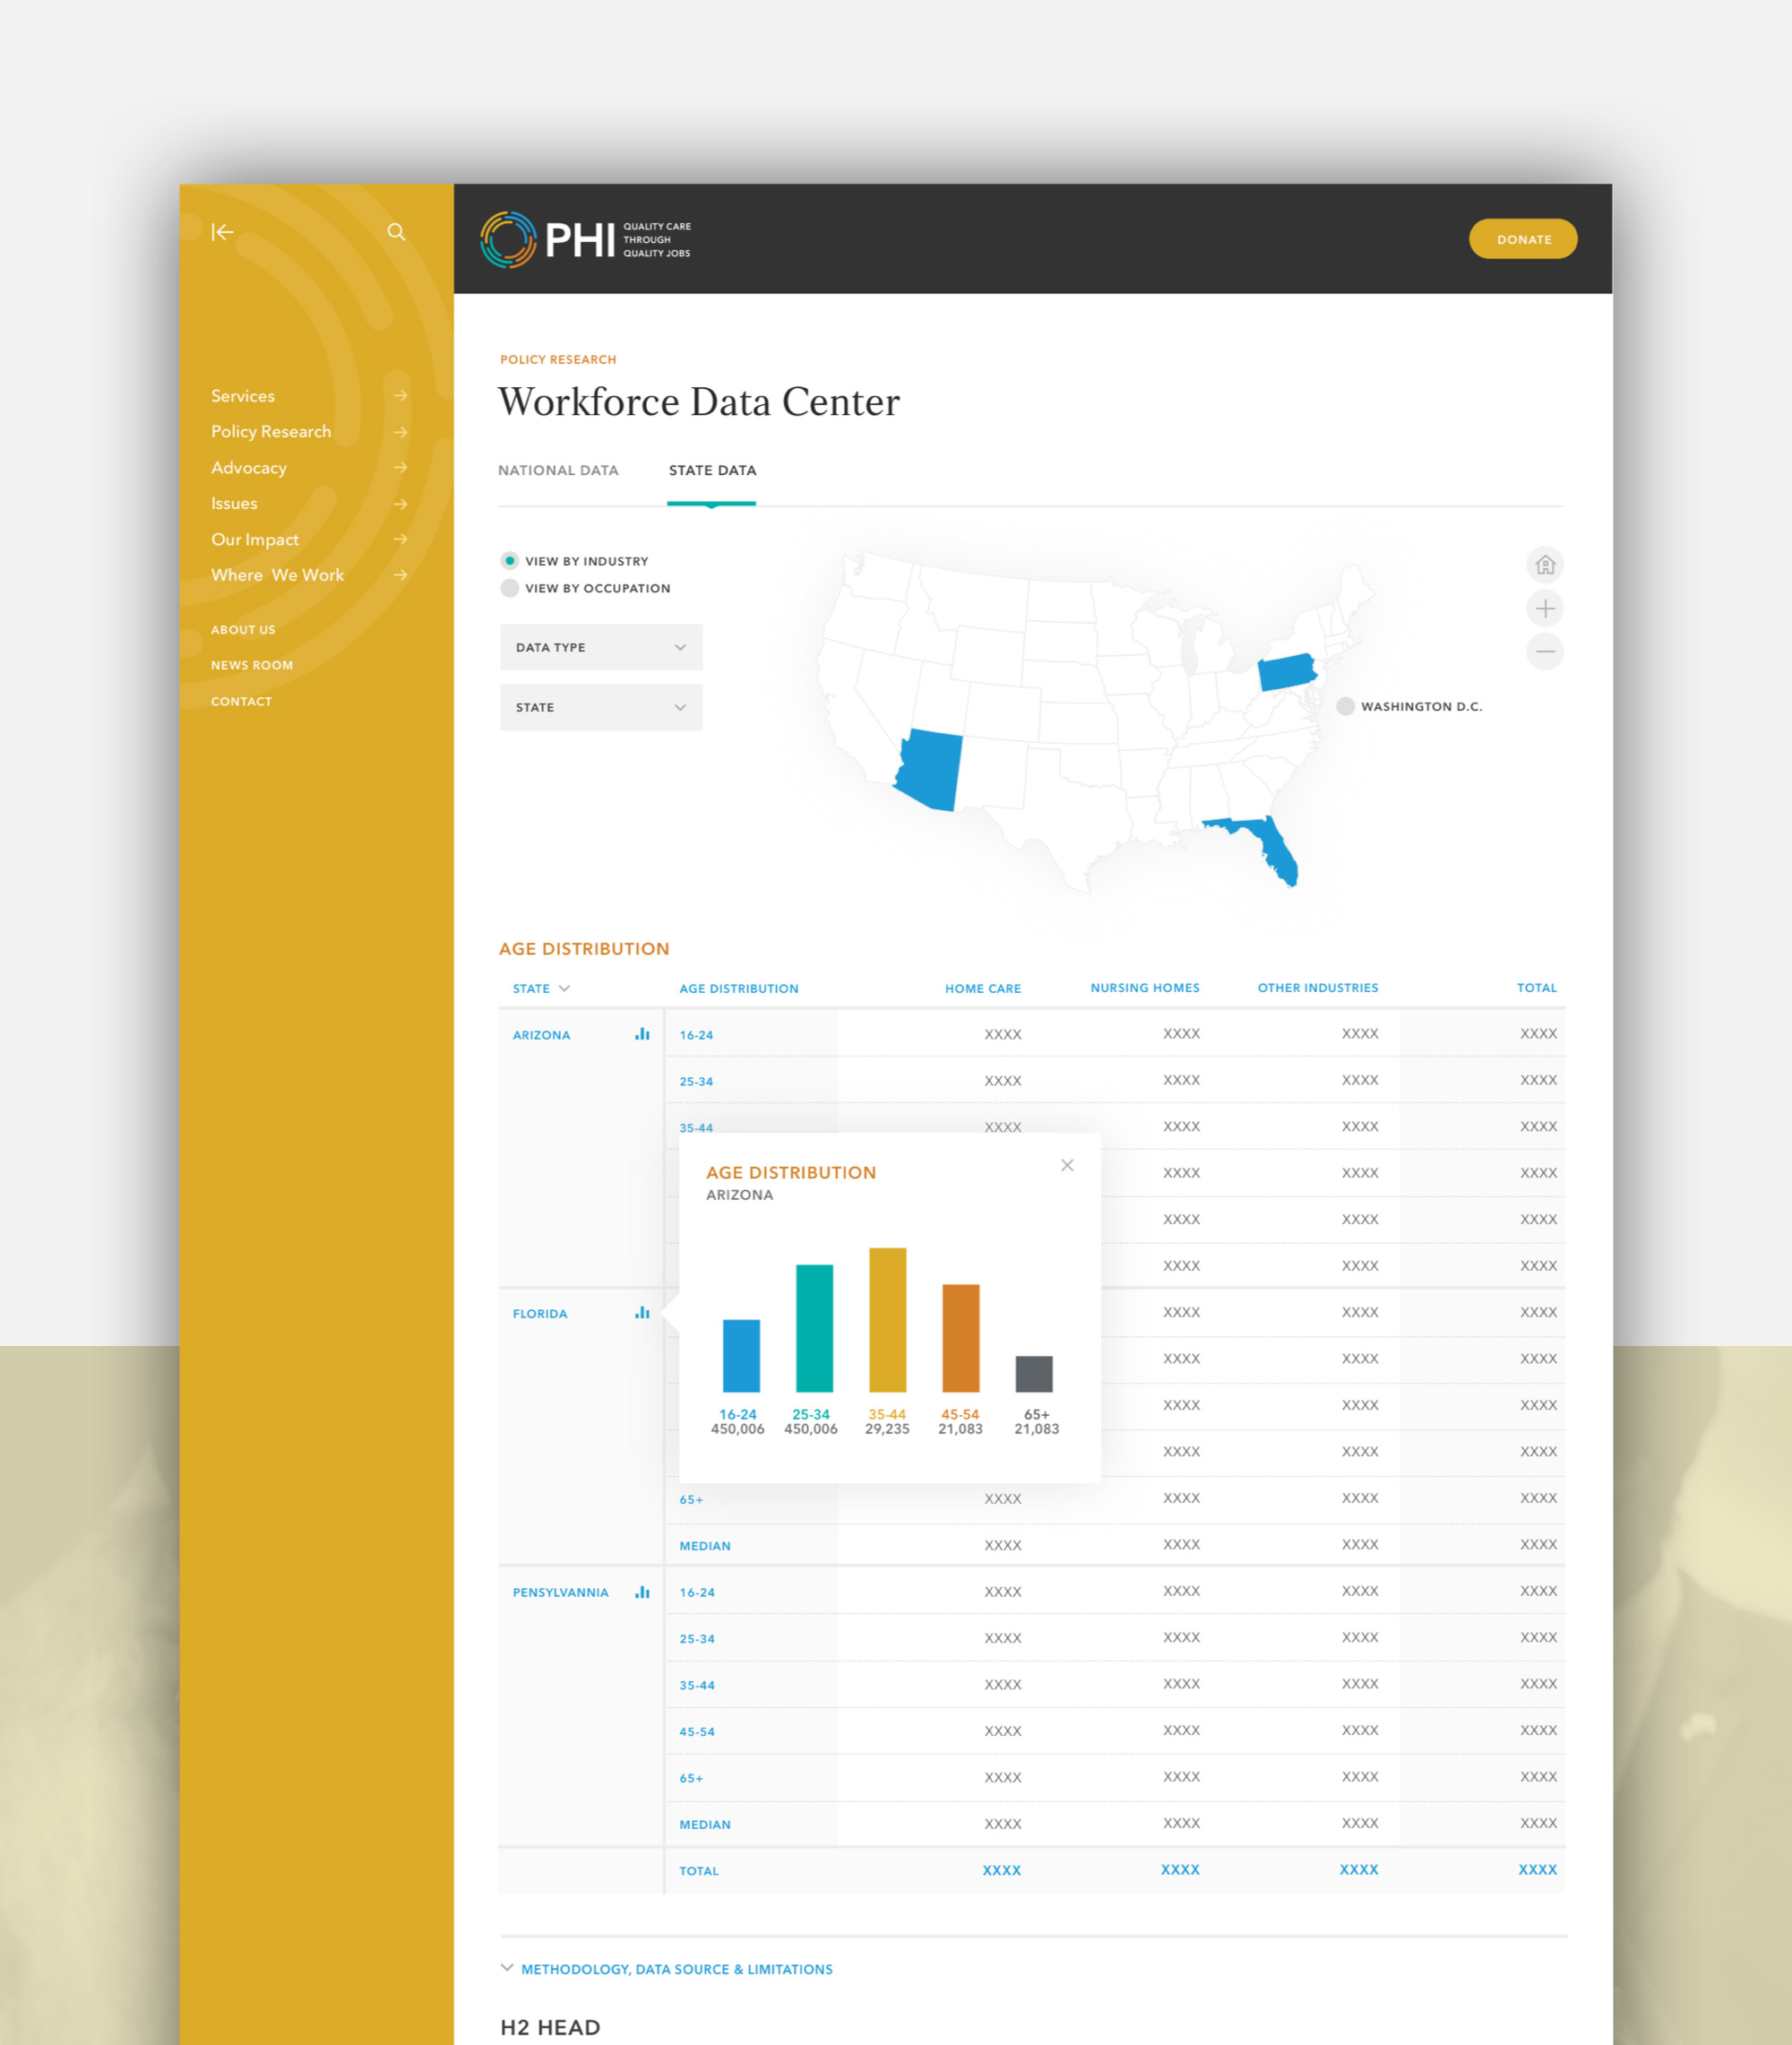 PHI
QUALITY CARE
THROUGH
QUALITY JOBS
DONATE
Services
Policy Research
Advocacy
Issues
Our Impact
Where We Work
ABOUT US
NEWS ROOM
CONTACT
POLICY RESEARCH
Workforce Data Center
NATIONAL DATA STATE DATA
VIEW BY INDUSTRY
VIEW BY OCCUPATION
DATA TYPE
STATE
WASHINGTON D.C.
AGE DISTRIBUTION
STATE AGE DISTRIBUTION HOME CARE NURSING HOMES OTHER INDUSTRIES TOTAL
ARIZONA 16-24 XXXX XXXX XXXX XXXX
25-34 XXXX XXXX XXXX XXXX
35-44 XXXX XXXX XXXX XXXX
XXXX XXXX XXXX
XXXX XXXX XXXX
XXXX XXXX XXXX
FLORIDA XXXX XXXX XXXX
XXXX XXXX XXXX
XXXX XXXX XXXX
XXXX XXXX XXXX
65+ XXXX XXXX XXXX XXXX
MEDIAN XXXX XXXX XXXX XXXX
PENSYLVANNIA 16-24 XXXX XXXX XXXX XXXX
25-34 XXXX XXXX XXXX XXXX
35-44 XXXX XXXX XXXX XXXX
45-54 XXXX XXXX XXXX XXXX
65+ XXXX XXXX XXXX XXXX
MEDIAN XXXX XXXX XXXX XXXX
TOTAL XXXX XXXX XXXX XXXX
AGE DISTRIBUTION
ARIZONA
16-24 25-34 35-44 45-54 65+
450,006 450,006 29,235 21,083 21,083
METHODOLOGY, DATA SOURCE & LIMITATIONS
H2 HEAD